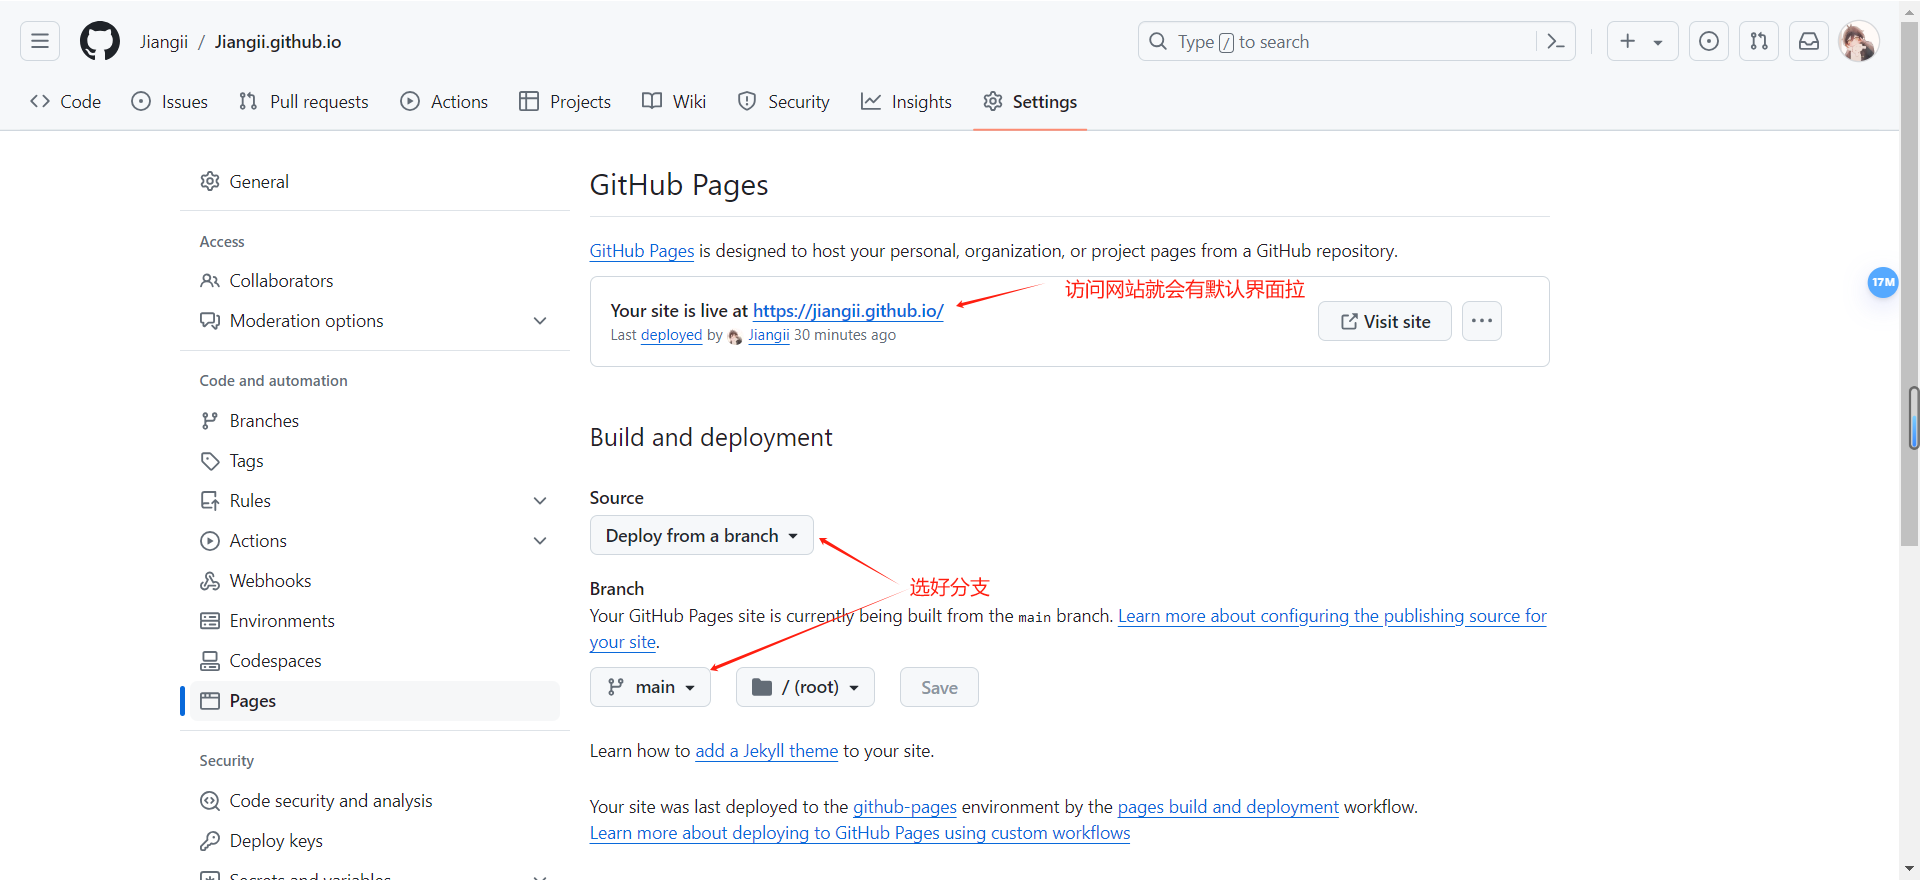 Jiangii / Jiangii.github.io
Type / to search
Code
Issues
Pull requests
Actions
Projects
Wiki
Security
Insights
Settings
General
Access
Collaborators
Moderation options
Code and automation
Branches
Tags
Rules
Actions
Webhooks
Environments
Codespaces
Pages
Security
Code security and analysis
Deploy keys
Secrets and variables
GitHub Pages
GitHub Pages is designed to host your personal, organization, or project pages from a GitHub repository.
访问网站就会有默认界面拉
Your site is live at https://jiangii.github.io/
Last deployed by Jiangii 30 minutes ago
Visit site
17M
Build and deployment
Source
Deploy from a branch
选好分支
Branch
Your GitHub Pages site is currently being built from the main branch. Learn more about configuring the publishing source for
your site.
main
/ (root)
Save
Learn how to add a Jekyll theme to your site.
Your site was last deployed to the github-pages environment by the pages build and deployment workflow.
Learn more about deploying to GitHub Pages using custom workflows